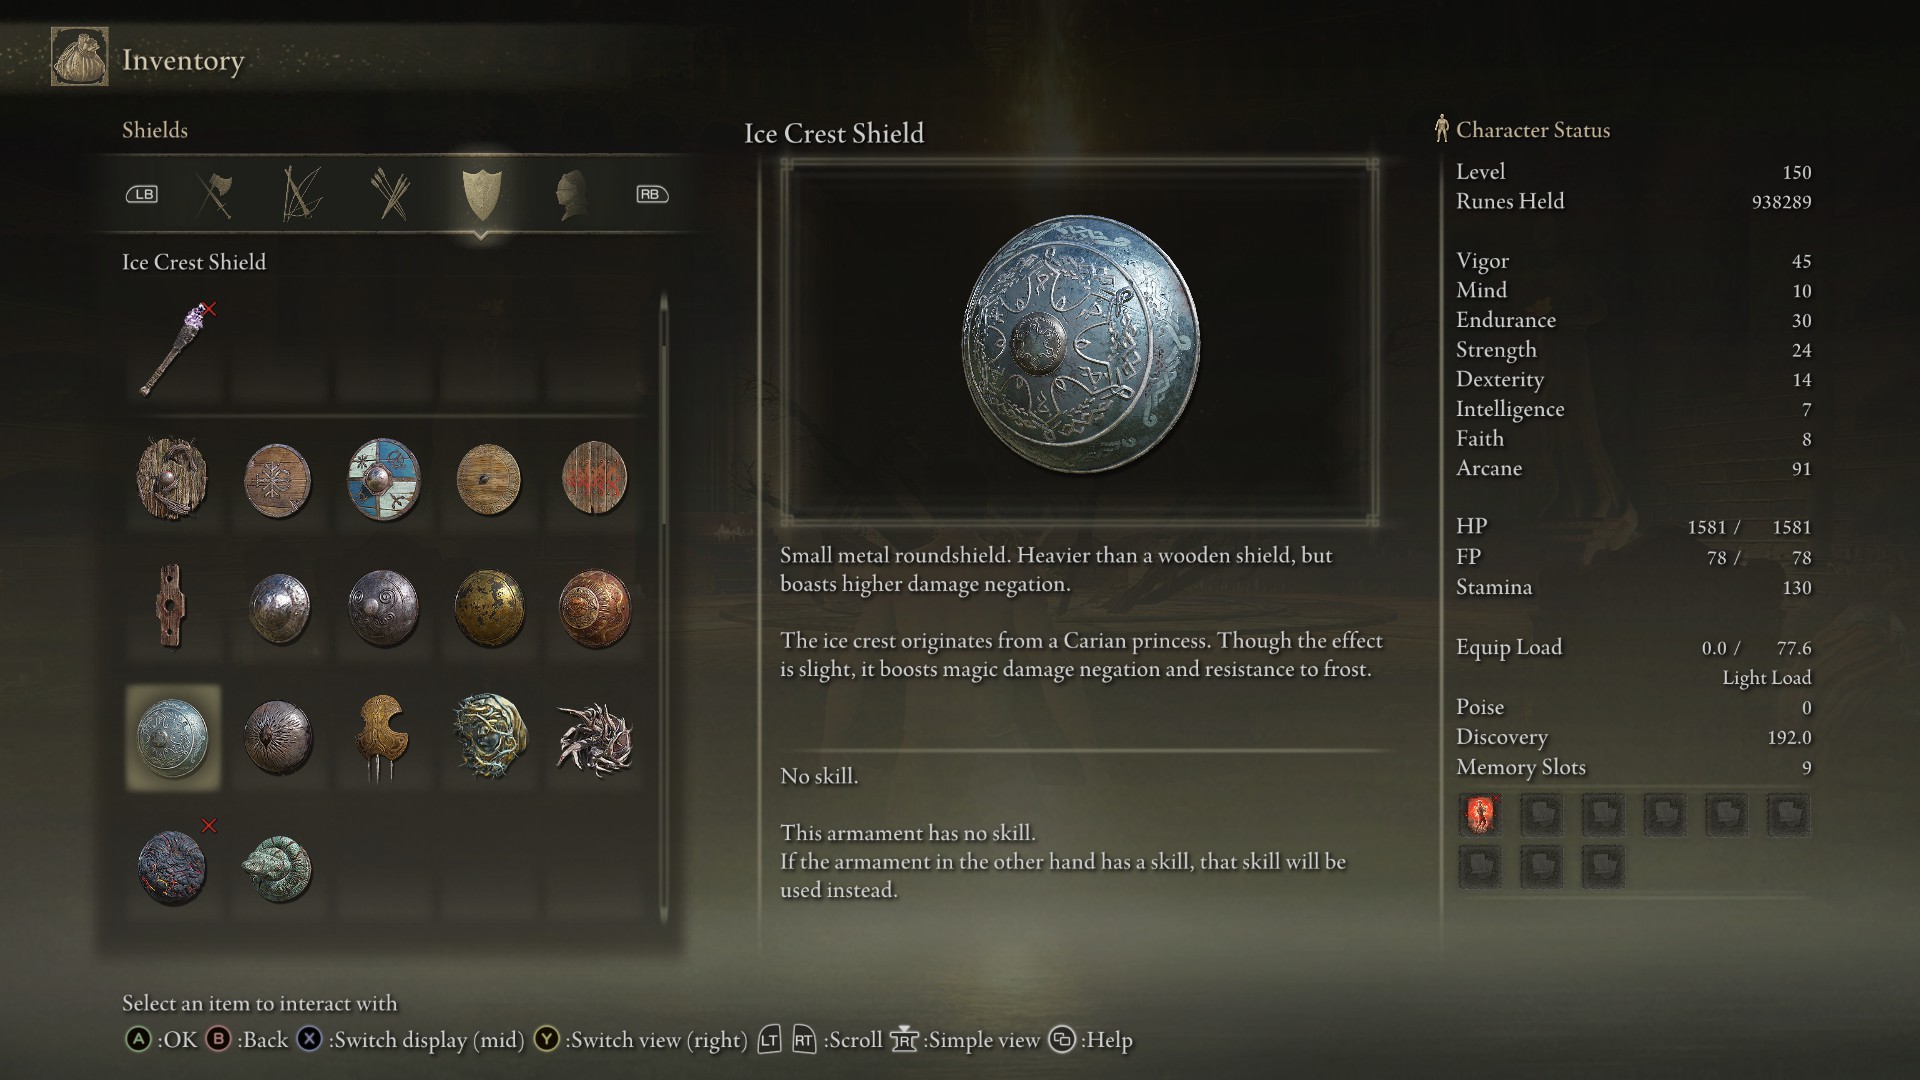 Inventory
Shields
LB
RB
Ice Crest Shield
Ice Crest Shield
Small metal roundshield. Heavier than a wooden shield, but
boasts higher damage negation.
The ice crest originates from a Carian princess. Though the effect
is slight, it boosts magic damage negation and resistance to frost.
No skill.
This armament has no skill.
If the armament in the other hand has a skill, that skill will be
used instead.
Character Status
Level 150
Runes Held 938289
Vigor 45
Mind 10
Endurance 30
Strength 24
Dexterity 14
Intelligence 7
Faith 8
Arcane 91
HP 1581 / 1581
FP 78 / 78
Stamina 130
Equip Load 0.0 / 77.6
Light Load
Poise 0
Discovery 192.0
Memory Slots 9
Select an item to interact with
A :OK B :Back X :Switch display (mid) Y :Switch view (right) LT RT :Scroll R :Simple view :Help